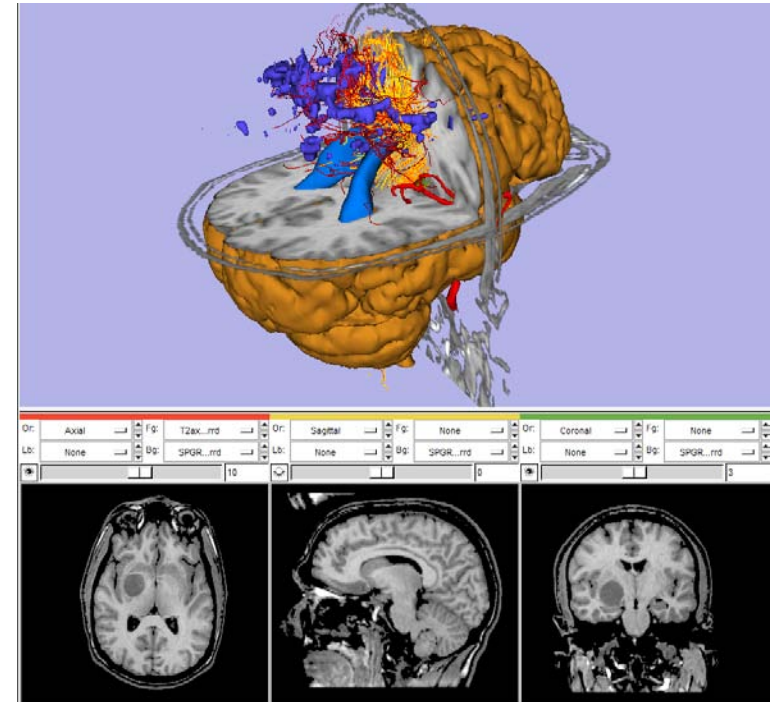 Or: Axial Fg: T2ax...rrd Or: Sagittal Fg: None Or: Coronal Fg: None
Lb: None Bg: SPGR...rrd Lb: None Bg: SPGR...rrd Lb: None Bg: SPGR...rrd
10 0 3